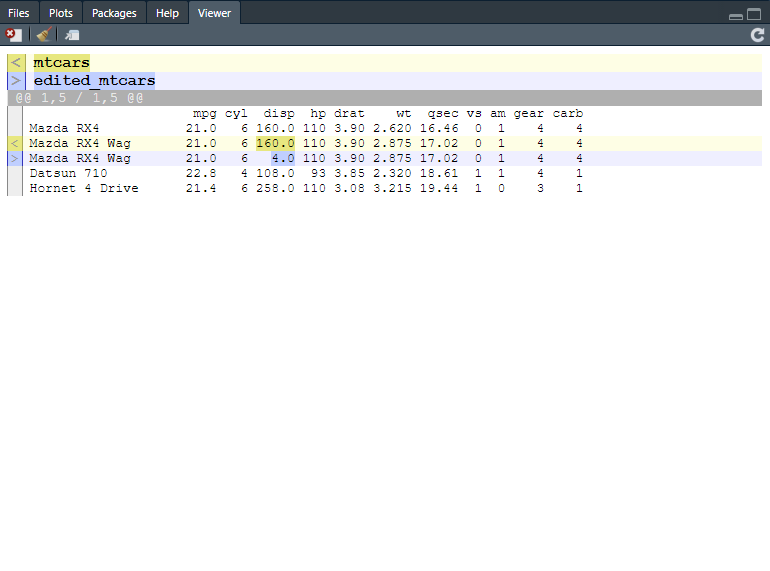 Files Plots Packages Help Viewer
< mtcars
> edited_mtcars
@@ 1,5 / 1,5 @@
mpg cyl disp hp drat wt qsec vs am gear carb
Mazda RX4 21.0 6 160.0 110 3.90 2.620 16.46 0 1 4 4
< Mazda RX4 Wag 21.0 6 160.0 110 3.90 2.875 17.02 0 1 4 4
> Mazda RX4 Wag 21.0 6 4.0 110 3.90 2.875 17.02 0 1 4 4
Datsun 710 22.8 4 108.0 93 3.85 2.320 18.61 1 1 4 1
Hornet 4 Drive 21.4 6 258.0 110 3.08 3.215 19.44 1 0 3 1